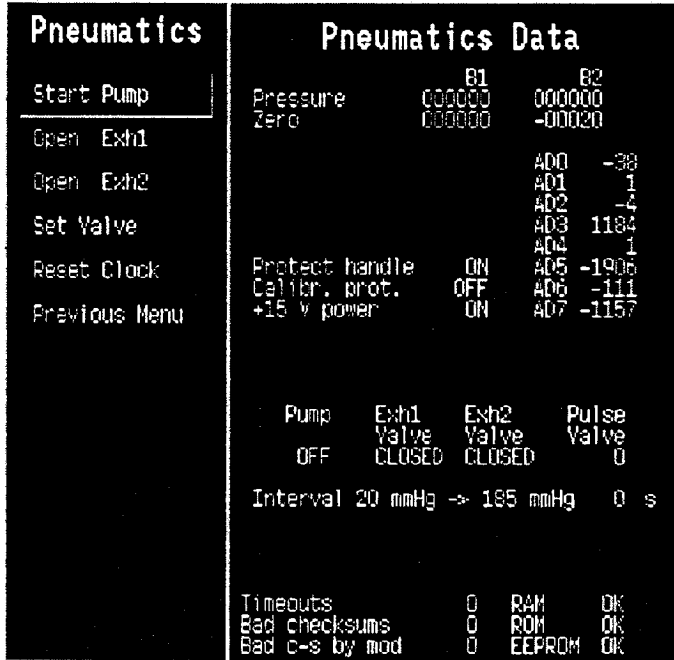 Pneumatics
Start Pump
Open Exh1
Open Exh2
Set Valve
Reset Clock
Previous Menu
Pneumatics Data
B1 B2
Pressure 000000 000000
Zero 000000 -00020
AD0 -38
AD1 1
AD2 -4
AD3 1184
AD4 1
Protect handle ON AD5 -1906
Calibr. prot. OFF AD6 -111
+15 V power ON AD7 -1157
Pump Exh1 Exh2 Pulse
Valve Valve Valve
OFF CLOSED CLOSED 0
Interval 20 mmHg -> 185 mmHg 0 s
Timeouts 0 RAM OK
Bad checksums 0 ROM OK
Bad c-s by mod 0 EEPROM OK